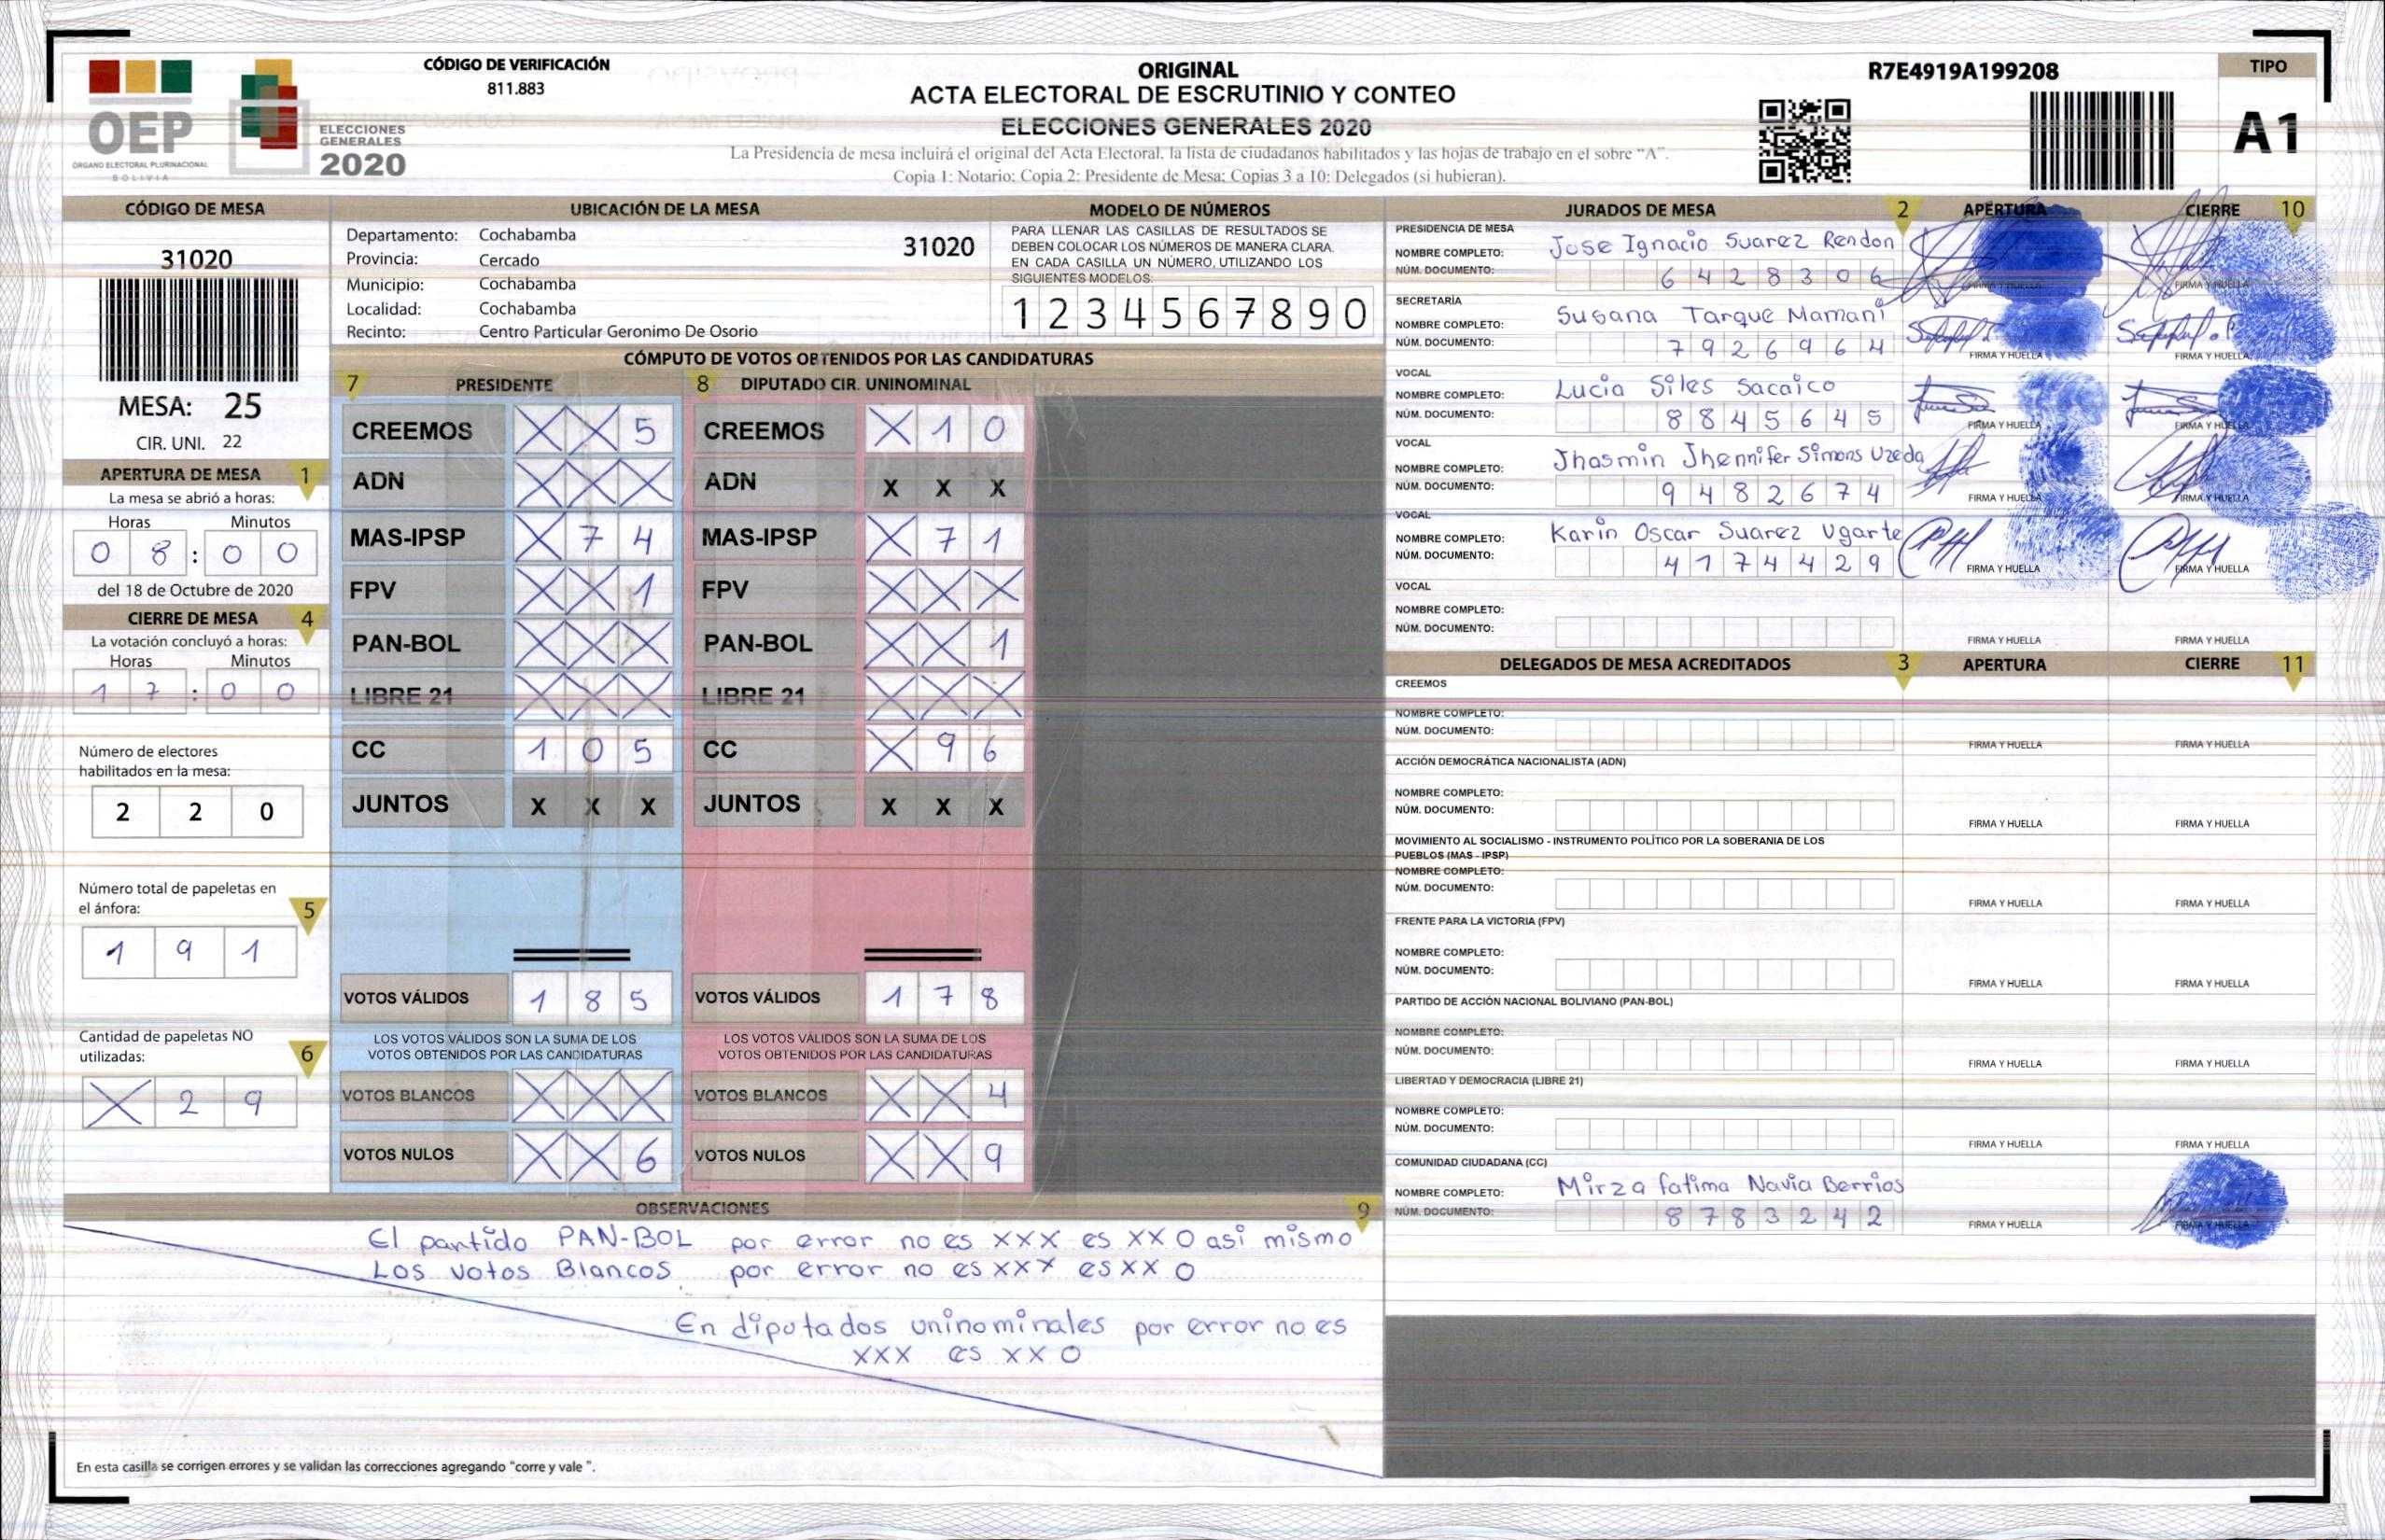 CÓDIGO DE VERIFICACIÓN
811.883
OEP
ÓRGANO ELECTORAL PLURINACIONAL
BOLIVIA
ELECCIONES
GENERALES
2020
ORIGINAL
ACTA ELECTORAL DE ESCRUTINIO Y CONTEO
ELECCIONES GENERALES 2020
La Presidencia de mesa incluirá el original del Acta Electoral, la lista de ciudadanos habilitados y las hojas de trabajo en el sobre "A".
Copia 1: Notario; Copia 2: Presidente de Mesa; Copias 3 a 10: Delegados (si hubieran).
R7E4919A199208
TIPO
A1
CÓDIGO DE MESA
31020
MESA: 25
CIR. UNI. 22
APERTURA DE MESA 1
La mesa se abrió a horas:
Horas Minutos
0 8 : 0 0
del 18 de Octubre de 2020
CIERRE DE MESA 4
La votación concluyó a horas:
Horas Minutos
1 7 : 0 0
Número de electores
habilitados en la mesa:
2 2 0
Número total de papeletas en
el ánfora: 5
1 9 1
Cantidad de papeletas NO
utilizadas: 6
X 2 9
UBICACIÓN DE LA MESA
Departamento: Cochabamba
31020
Provincia: Cercado
Municipio: Cochabamba
Localidad: Cochabamba
Recinto: Centro Particular Geronimo De Osorio
MODELO DE NÚMEROS
PARA LLENAR LAS CASILLAS DE RESULTADOS SE
DEBEN COLOCAR LOS NÚMEROS DE MANERA CLARA.
EN CADA CASILLA UN NÚMERO, UTILIZANDO LOS
SIGUIENTES MODELOS:
1 2 3 4 5 6 7 8 9 0
CÓMPUTO DE VOTOS OBTENIDOS POR LAS CANDIDATURAS
7 PRESIDENTE
CREEMOS X X 5
ADN X X X
MAS-IPSP X 7 4
FPV X X 1
PAN-BOL X X X
LIBRE 21 X X X
CC 1 0 5
JUNTOS X X X
VOTOS VÁLIDOS 1 8 5
LOS VOTOS VÁLIDOS SON LA SUMA DE LOS
VOTOS OBTENIDOS POR LAS CANDIDATURAS
VOTOS BLANCOS X X X
VOTOS NULOS X X 6
8 DIPUTADO CIR. UNINOMINAL
CREEMOS X 1 0
ADN X X X
MAS-IPSP X 7 1
FPV X X X
PAN-BOL X X 1
LIBRE 21 X X X
CC X 9 6
JUNTOS X X X
VOTOS VÁLIDOS 1 7 8
LOS VOTOS VÁLIDOS SON LA SUMA DE LOS
VOTOS OBTENIDOS POR LAS CANDIDATURAS
VOTOS BLANCOS X X 4
VOTOS NULOS X X 9
OBSERVACIONES 9
El partido PAN-BOL por error no es XXX es XX 0 asi mismo
Los votos Blancos por error no es XXX es XX 0
En diputados uninominales por error no es
XXX es XX 0
En esta casilla se corrigen errores y se validan las correcciones agregando "corre y vale ".
JURADOS DE MESA 2 APERTURA CIERRE 10
PRESIDENCIA DE MESA
NOMBRE COMPLETO: Jose Ignacio Suarez Rendon
NÚM. DOCUMENTO: 6 4 2 8 3 0 6 FIRMA Y HUELLA FIRMA Y HUELLA
SECRETARÍA
NOMBRE COMPLETO: Susana Tarque Mamani
NÚM. DOCUMENTO: 7 9 2 6 9 6 4 FIRMA Y HUELLA FIRMA Y HUELLA
VOCAL
NOMBRE COMPLETO: Lucia Siles Sacaico
NÚM. DOCUMENTO: 8 8 4 5 6 4 5 FIRMA Y HUELLA FIRMA Y HUELLA
VOCAL
NOMBRE COMPLETO: Jhasmin Jhennifer Simons Uzeda
NÚM. DOCUMENTO: 9 4 8 2 6 7 4 FIRMA Y HUELLA FIRMA Y HUELLA
VOCAL
NOMBRE COMPLETO: Karin Oscar Suarez Ugarte
NÚM. DOCUMENTO: 4 1 7 4 4 2 9 FIRMA Y HUELLA FIRMA Y HUELLA
VOCAL
NOMBRE COMPLETO:
NÚM. DOCUMENTO: FIRMA Y HUELLA FIRMA Y HUELLA
DELEGADOS DE MESA ACREDITADOS 3 APERTURA CIERRE 11
CREEMOS
NOMBRE COMPLETO:
NÚM. DOCUMENTO: FIRMA Y HUELLA FIRMA Y HUELLA
ACCIÓN DEMOCRÁTICA NACIONALISTA (ADN)
NOMBRE COMPLETO:
NÚM. DOCUMENTO: FIRMA Y HUELLA FIRMA Y HUELLA
MOVIMIENTO AL SOCIALISMO - INSTRUMENTO POLÍTICO POR LA SOBERANIA DE LOS
PUEBLOS (MAS - IPSP)
NOMBRE COMPLETO:
NÚM. DOCUMENTO: FIRMA Y HUELLA FIRMA Y HUELLA
FRENTE PARA LA VICTORIA (FPV)
NOMBRE COMPLETO:
NÚM. DOCUMENTO: FIRMA Y HUELLA FIRMA Y HUELLA
PARTIDO DE ACCIÓN NACIONAL BOLIVIANO (PAN-BOL)
NOMBRE COMPLETO:
NÚM. DOCUMENTO: FIRMA Y HUELLA FIRMA Y HUELLA
LIBERTAD Y DEMOCRACIA (LIBRE 21)
NOMBRE COMPLETO:
NÚM. DOCUMENTO: FIRMA Y HUELLA FIRMA Y HUELLA
COMUNIDAD CIUDADANA (CC)
NOMBRE COMPLETO: Mirza fatima Navia Berrios
NÚM. DOCUMENTO: 8 7 8 3 2 4 2 FIRMA Y HUELLA FIRMA Y HUELLA